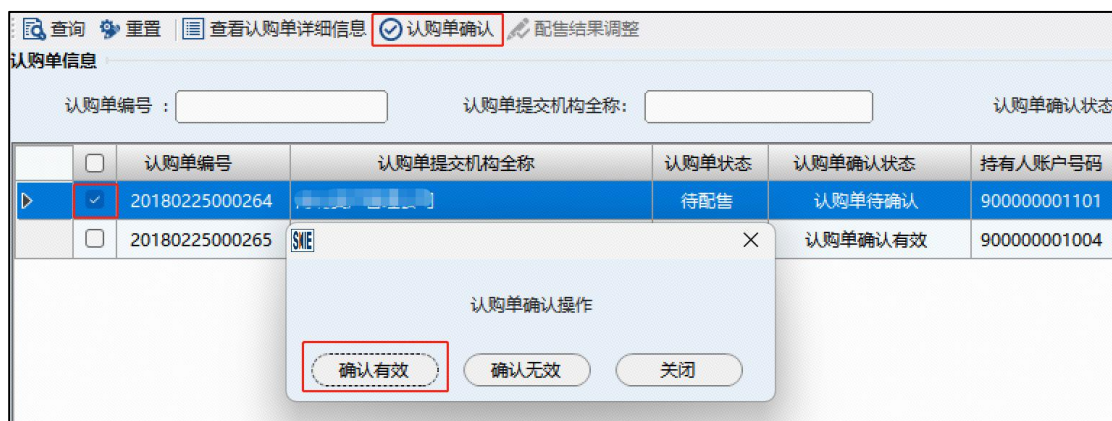 查询 重置 查看认购单详细信息 认购单确认 配售结果调整
认购单信息
认购单编号 : 认购单提交机构全称: 认购单确认状态
认购单编号 认购单提交机构全称 认购单状态 认购单确认状态 持有人账户号码
20180225000264 待配售 认购单待确认 900000001101
20180225000265 认购单确认有效 900000001004
认购单确认操作
确认有效 确认无效 关闭